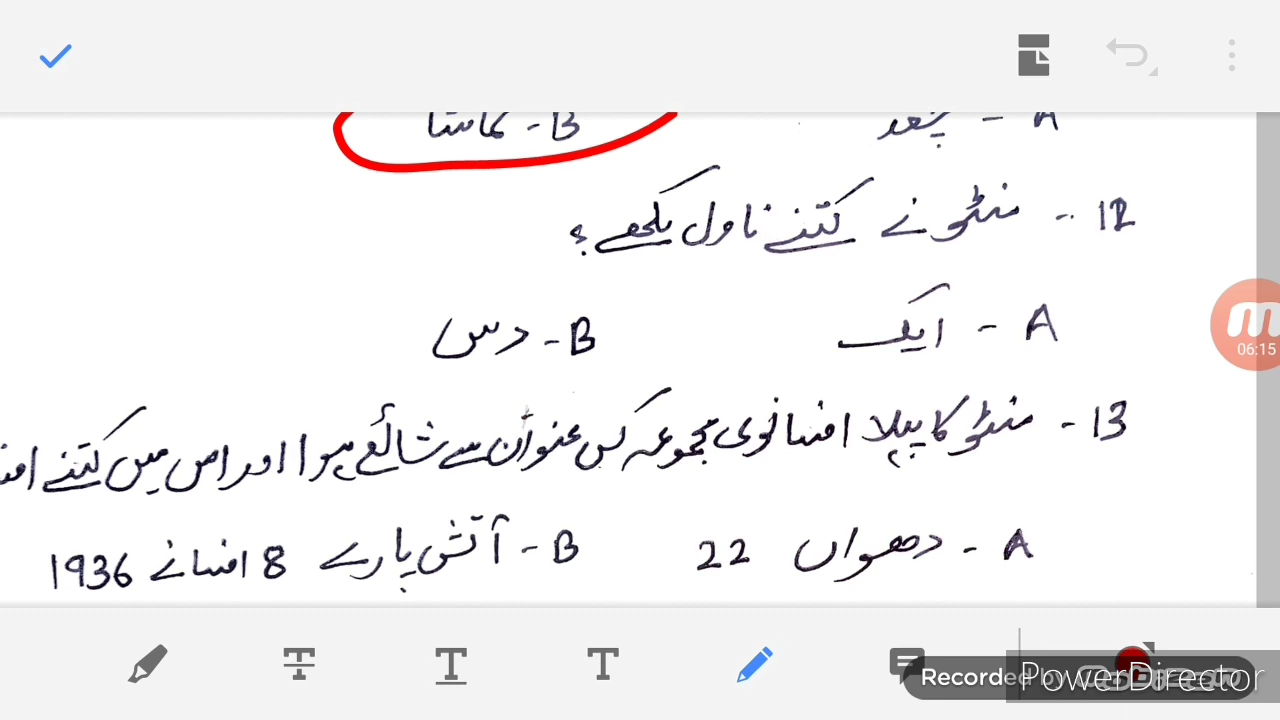 A - چغد B - تماشا
12 - منٹو نے کتنے ناول لکھے؟
A - ایک B - دس
13 - منٹو کا پہلا افسانوی مجموعہ کس عنوان سے شائع ہوا اور اس میں کتنے
A - دھواں 22 B - آتش پارے 8 افسانے 1936
06:15
T T T
Recorded by
PowerDirector